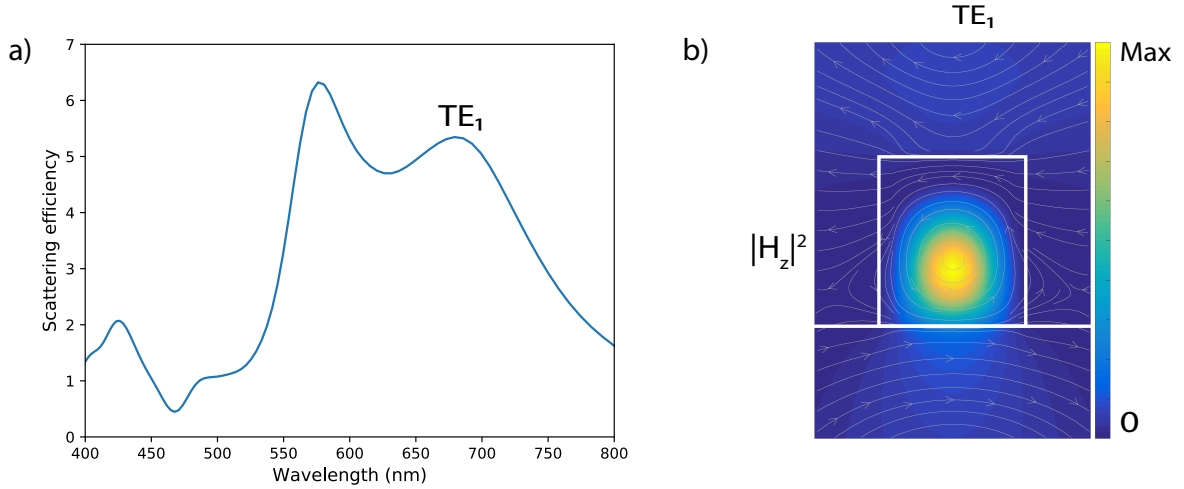 a)
7
6
5
4
3
2
1
0
Scattering efficiency
TE₁
400 450 500 550 600 650 700 750 800
Wavelength (nm)
b)
TE₁
|H_z|²
Max
0